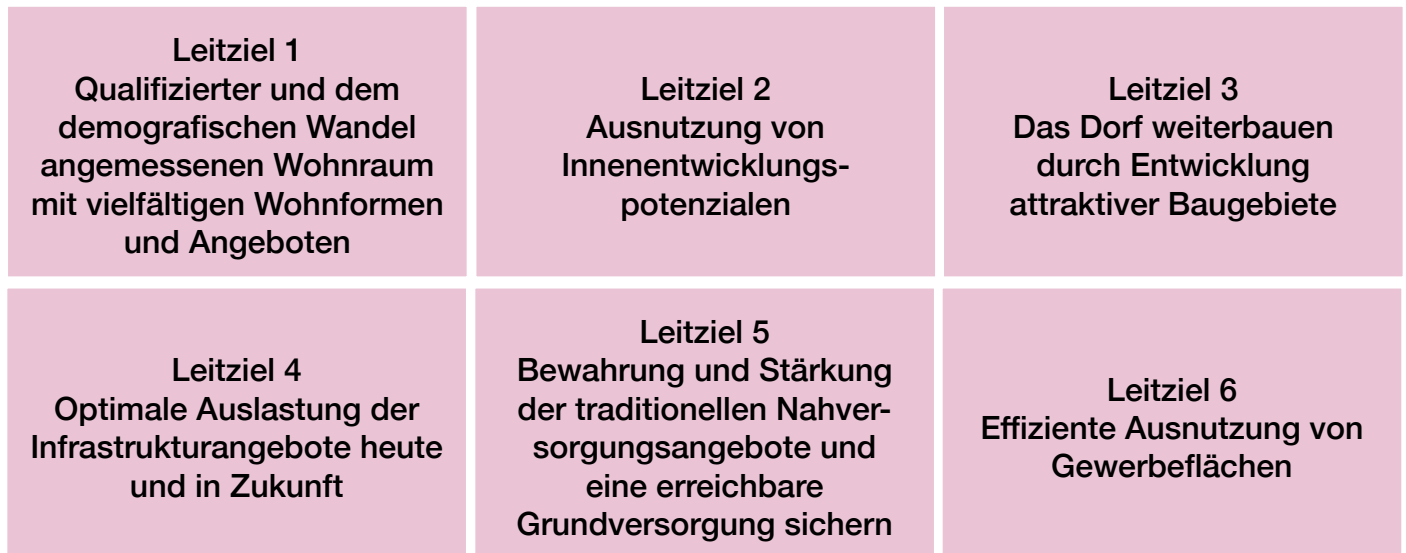 Leitziel 1
Qualifizierter und dem
demografischen Wandel
angemessenen Wohnraum
mit vielfältigen Wohnformen
und Angeboten
Leitziel 2
Ausnutzung von
Innenentwicklungs-
potenzialen
Leitziel 3
Das Dorf weiterbauen
durch Entwicklung
attraktiver Baugebiete
Leitziel 4
Optimale Auslastung der
Infrastrukturangebote heute
und in Zukunft
Leitziel 5
Bewahrung und Stärkung
der traditionellen Nahver-
sorgungsangebote und
eine erreichbare
Grundversorgung sichern
Leitziel 6
Effiziente Ausnutzung von
Gewerbeflächen